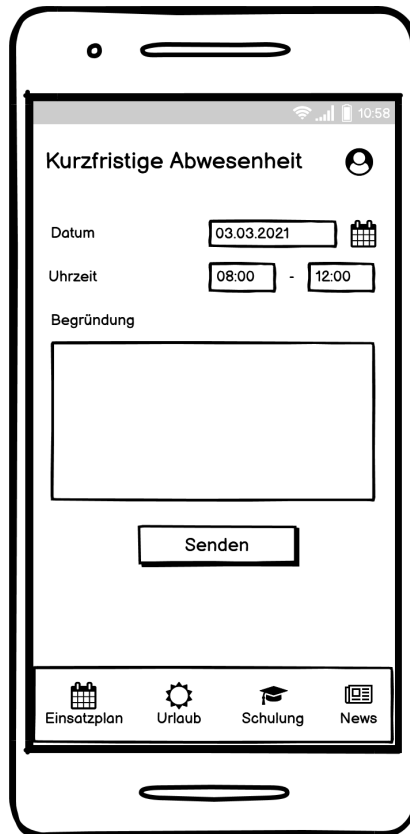 10:58
Kurzfristige Abwesenheit
Datum 03.03.2021
Uhrzeit 08:00 - 12:00
Begründung
Senden
Einsatzplan Urlaub Schulung News